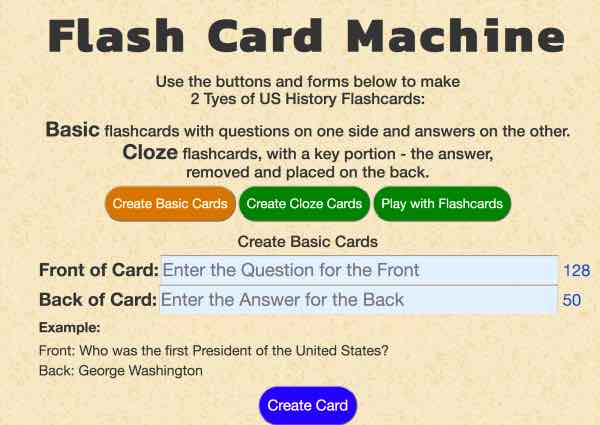 Flash Card Machine
Use the buttons and forms below to make
2 Tyes of US History Flashcards:
Basic flashcards with questions on one side and answers on the other.
Cloze flashcards, with a key portion - the answer,
removed and placed on the back.
Create Basic Cards Create Cloze Cards Play with Flashcards
Create Basic Cards
Front of Card: Enter the Question for the Front 128
Back of Card: Enter the Answer for the Back 50
Example:
Front: Who was the first President of the United States?
Back: George Washington
Create Card